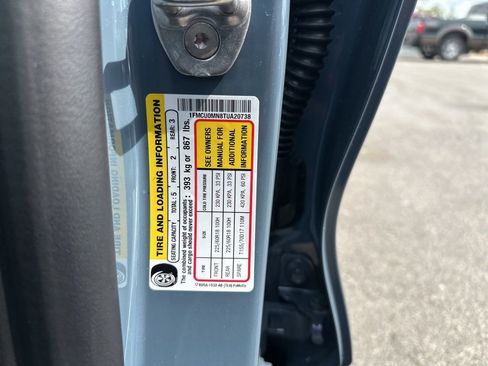 TIRE AND LOADING INFORMATION
SEATING CAPACITY TOTAL: 5 FRONT: 2 REAR: 3
The combined weight of occupants and cargo should never exceed : 393 kg or 867 lbs.
1FMCU0MN8TUA20738
TIRE SIZE COLD TIRE PRESSURE
FRONT 225/60R18 100H 230 KPA, 33 PSI
REAR 225/60R18 100H 230 KPA, 33 PSI
SPARE T155/70D17 110M 420 KPA, 60 PSI
SEE OWNERS
MANUAL FOR
ADDITIONAL
INFORMATION